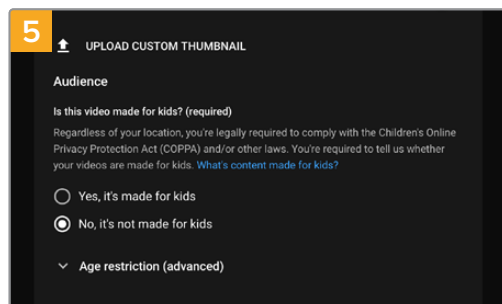 5
UPLOAD CUSTOM THUMBNAIL
Audience
Is this video made for kids? (required)
Regardless of your location, you're legally required to comply with the Children's Online
Privacy Protection Act (COPPA) and/or other laws. You're required to tell us whether
your videos are made for kids. What's content made for kids?
Yes, it's made for kids
No, it's not made for kids
Age restriction (advanced)